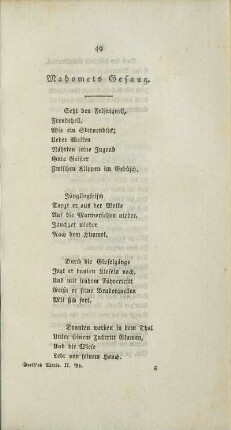 49
Mahomets Gesang.
Seht den Felsenquell,
Freudehell,
Wie ein Sternenblick;
Ueber Wolken
Nährten seine Jugend
Gute Geister
Zwischen Klippen im Gebüsch.
Jünglingfrisch
Tanzt er aus der Wolke
Auf die Marmorfelsen nieder,
Jauchzet wieder
Nach dem Himmel.
Durch die Gipfelgänge
Jagt er bunten Kieseln nach,
Und mit frühem Führertritt
Reißt er seine Bruderquellen
Mit sich fort.
Drunten werden in dem Thal
Unter seinem Fußtritt Blumen,
Und die Wiese
Lebt von seinem Hauch.
Werke. II. Bd.